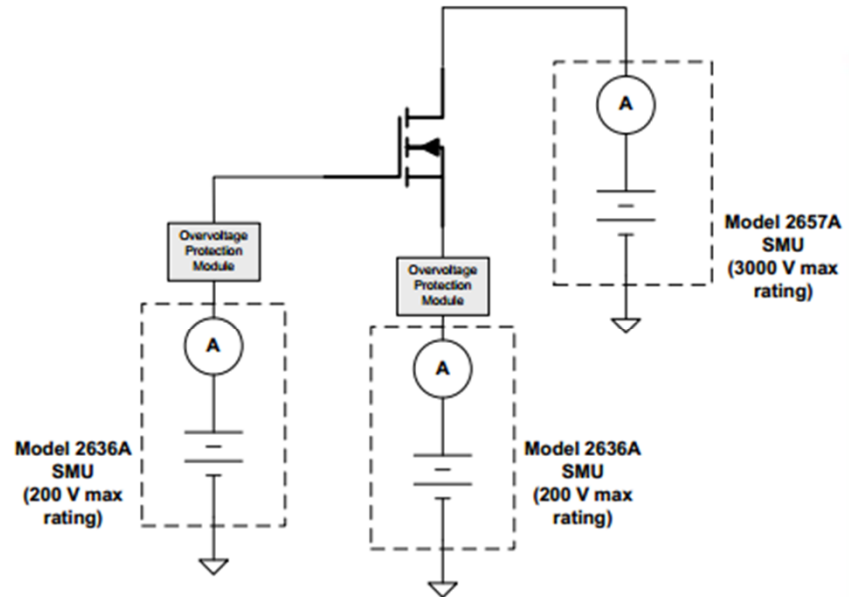 A
Model 2657A
SMU
(3000 V max
rating)
Overvoltage
Protection
Module
Overvoltage
Protection
Module
A
A
Model 2636A
SMU
(200 V max
rating)
Model 2636A
SMU
(200 V max
rating)